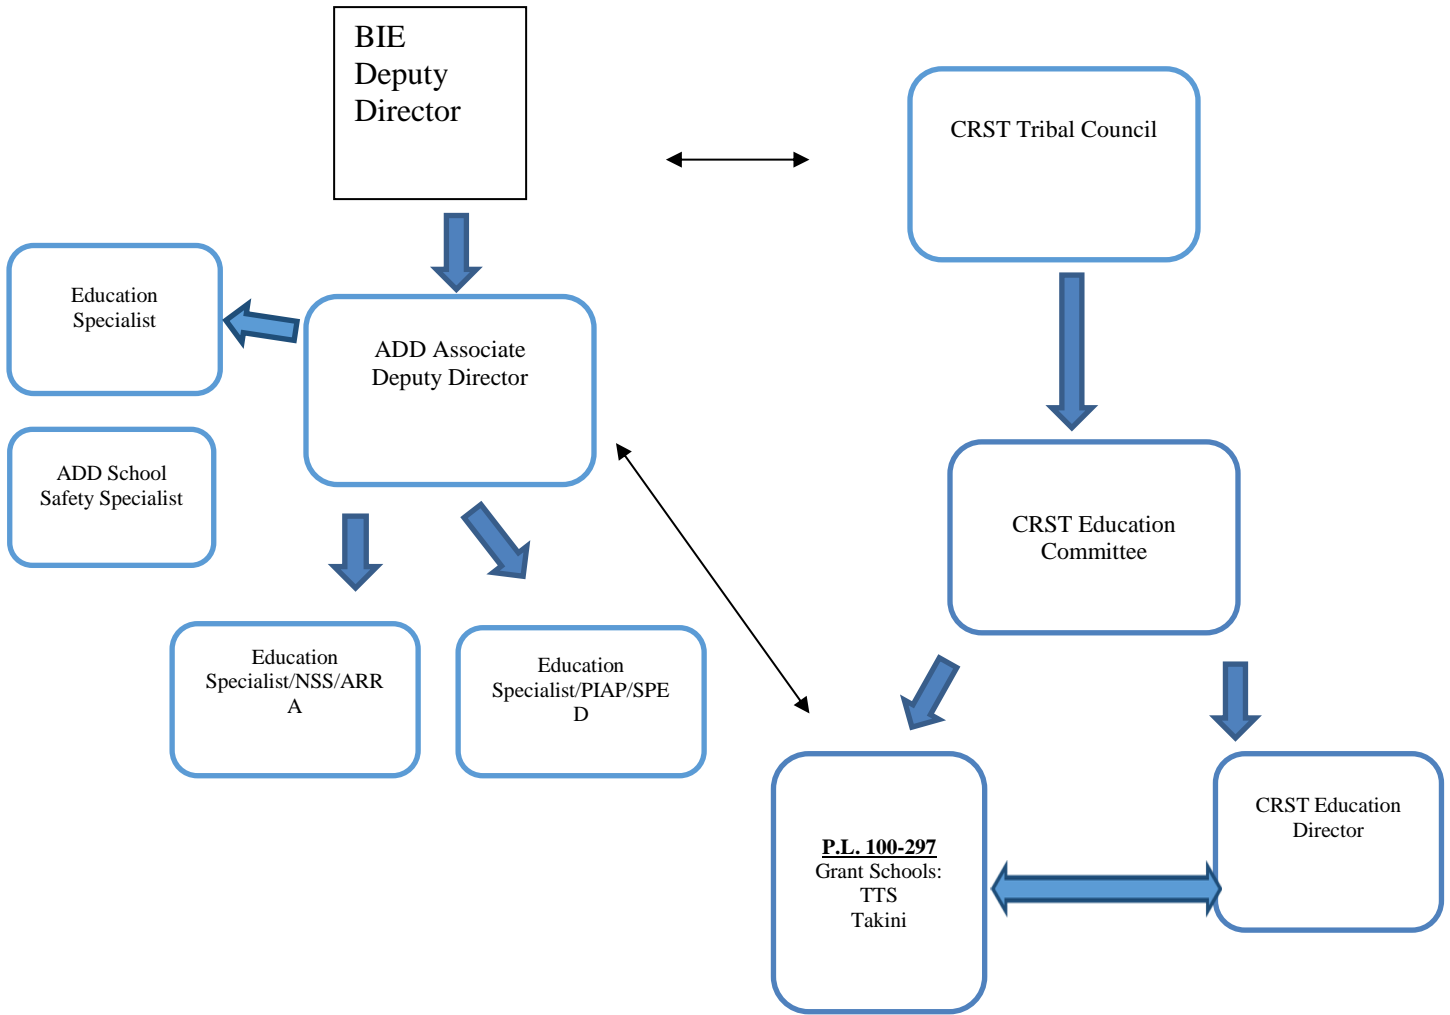 BIE
Deputy
Director
CRST Tribal Council
Education
Specialist
ADD Associate
Deputy Director
ADD School
Safety Specialist
CRST Education
Committee
Education
Specialist/NSS/ARR
A
Education
Specialist/PIAP/SPE
D
P.L. 100-297
Grant Schools:
TTS
Takini
CRST Education
Director